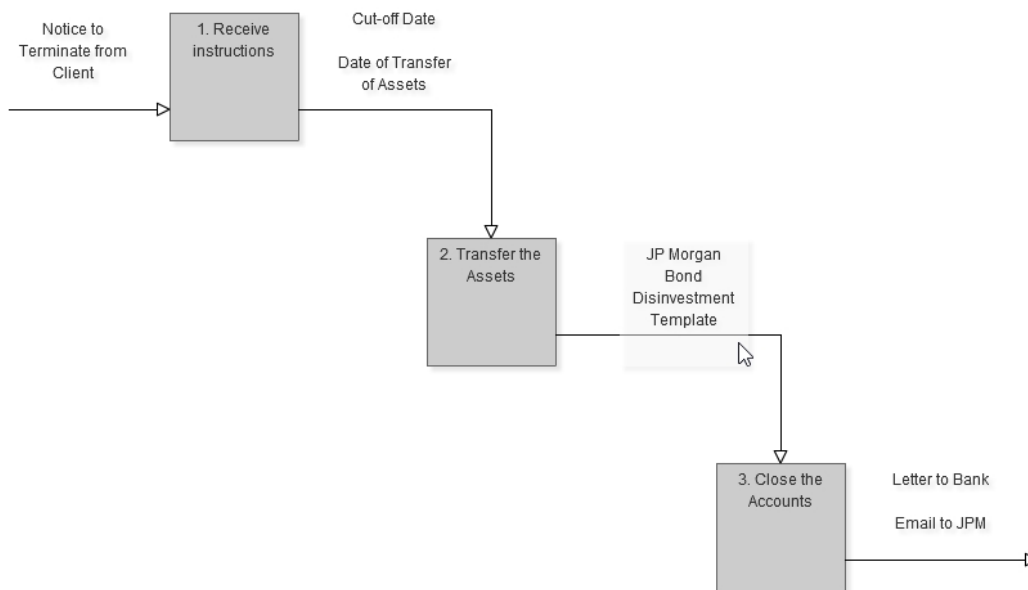 Notice to
Terminate from
Client
1. Receive
instructions
Cut-off Date
Date of Transfer
of Assets
2. Transfer the
Assets
JP Morgan
Bond
Disinvestment
Template
3. Close the
Accounts
Letter to Bank
Email to JPM